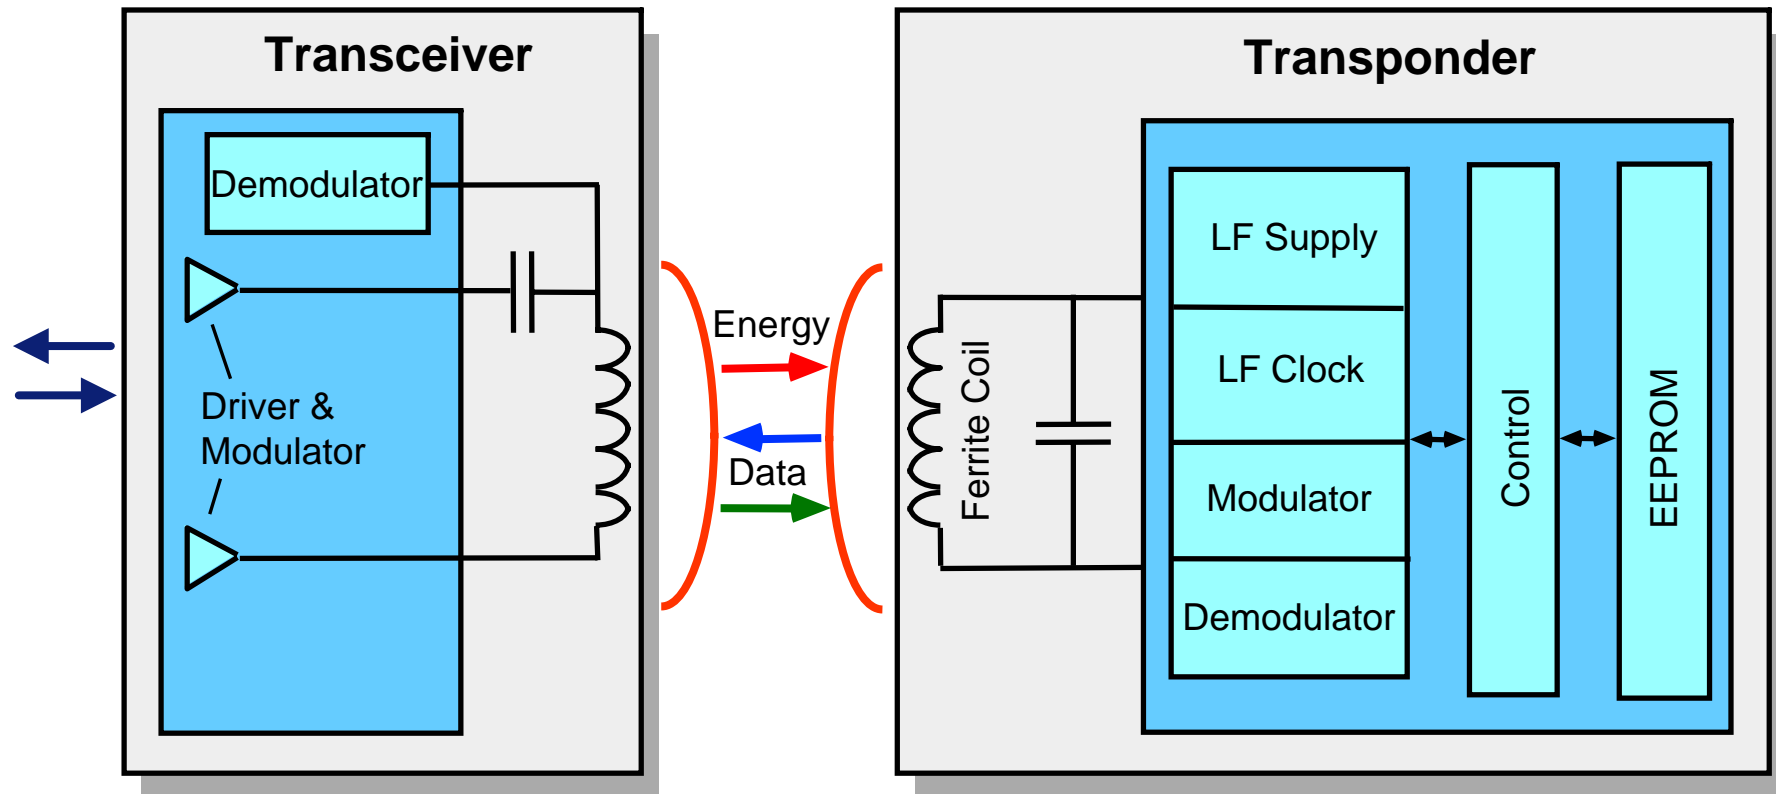 Transceiver
Demodulator
Driver &
Modulator
Energy
Data
Transponder
Ferrite Coil
LF Supply
LF Clock
Modulator
Demodulator
Control
EEPROM